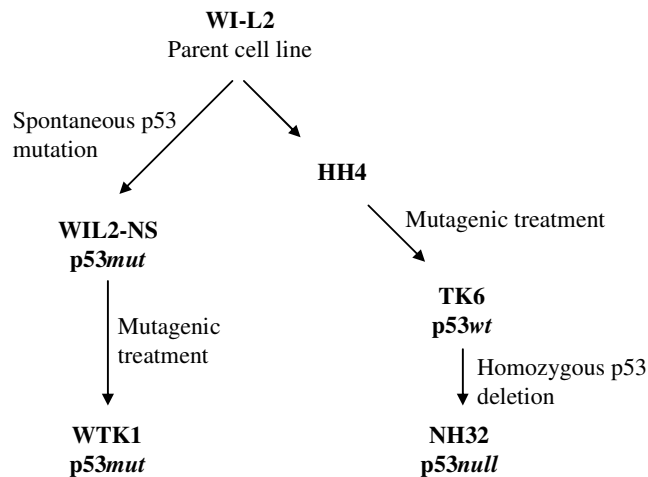 WI-L2
Parent cell line
Spontaneous p53
mutation
HH4
Mutagenic treatment
WIL2-NS
p53mut
TK6
p53wt
Mutagenic
treatment
Homozygous p53
deletion
WTK1
p53mut
NH32
p53null